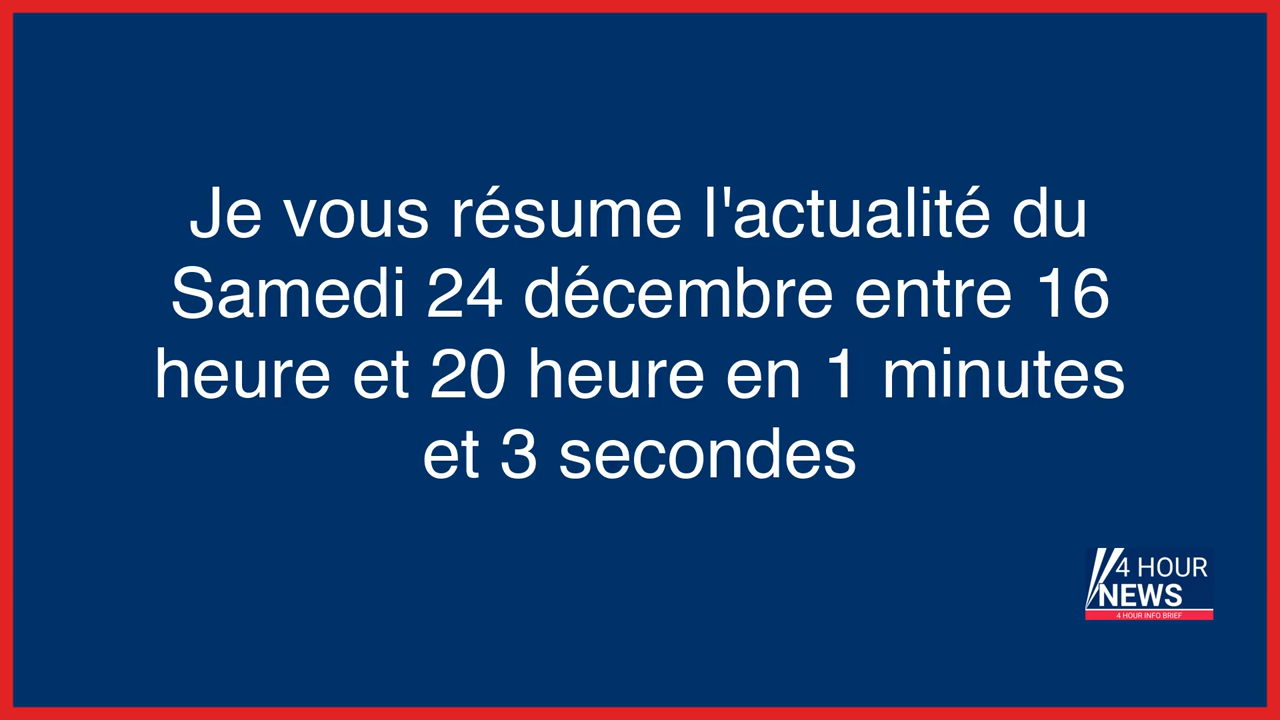 Je vous résume l'actualité du
Samedi 24 décembre entre 16
heure et 20 heure en 1 minutes
et 3 secondes
4 HOUR
NEWS
4 HOUR INFO BRIEF